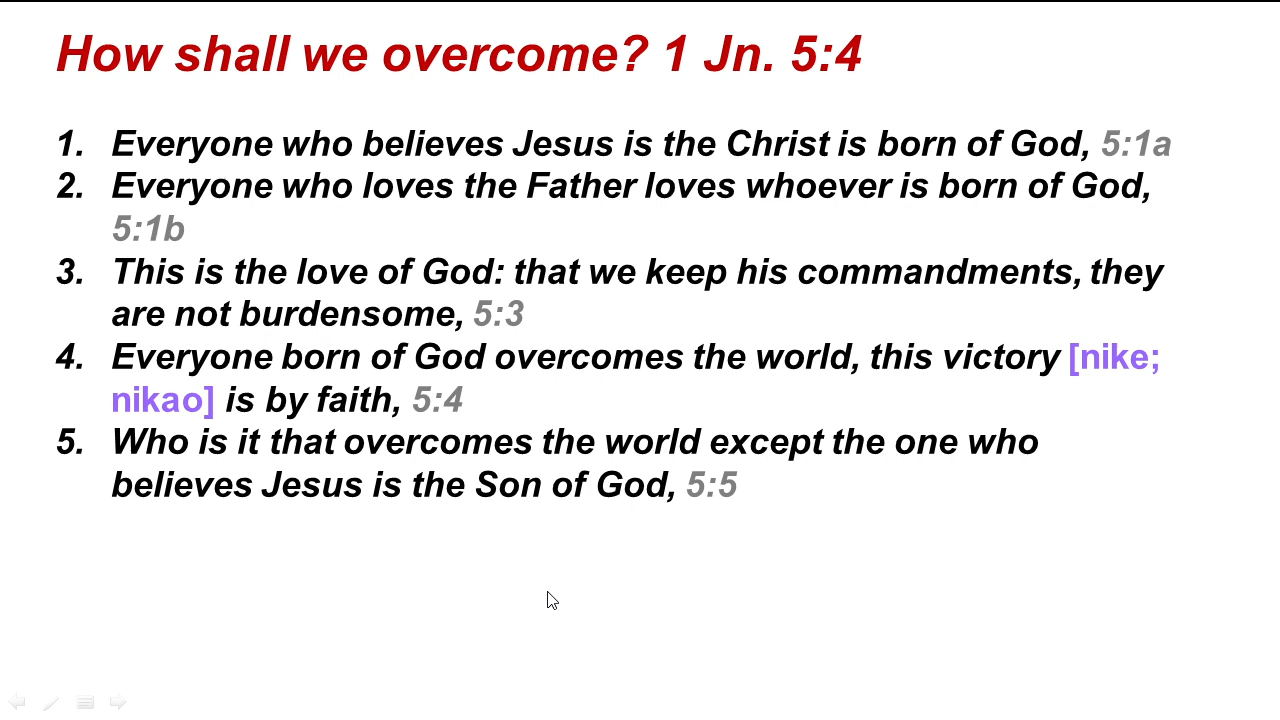 How shall we overcome? 1 Jn. 5:4
1. Everyone who believes Jesus is the Christ is born of God, 5:1a
2. Everyone who loves the Father loves whoever is born of God,
5:1b
3. This is the love of God: that we keep his commandments, they
are not burdensome, 5:3
4. Everyone born of God overcomes the world, this victory [nike;
nikao] is by faith, 5:4
5. Who is it that overcomes the world except the one who
believes Jesus is the Son of God, 5:5